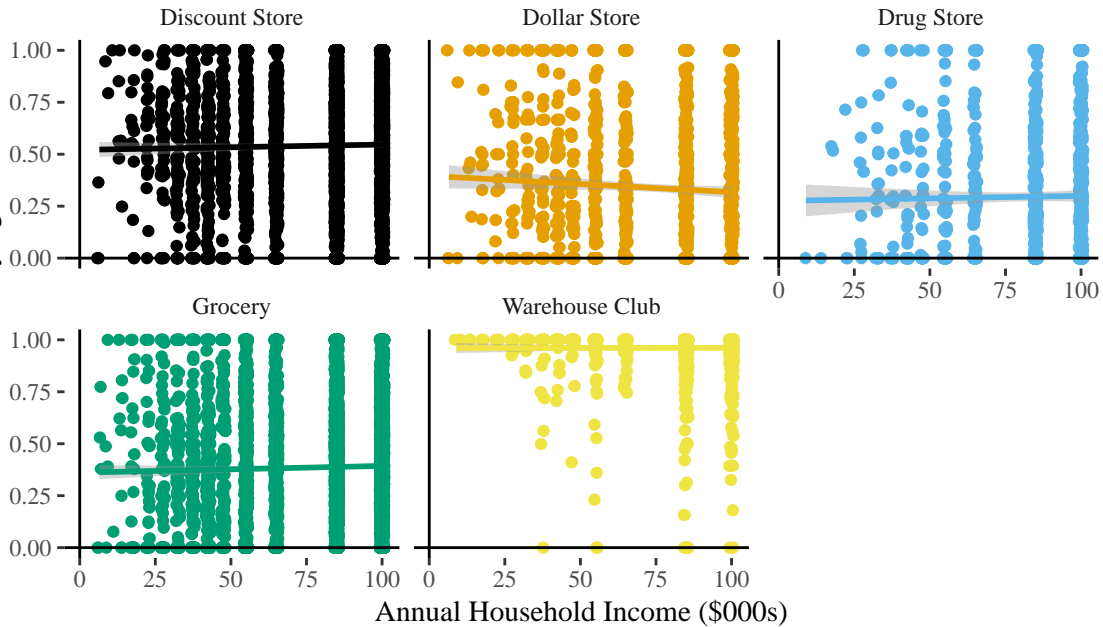 Discount Store
Dollar Store
Drug Store
1.00
0.75
0.50
0.25
0.00
0 25 50 75 100
Grocery
Warehouse Club
1.00
0.75
0.50
0.25
0.00
0 25 50 75 100
0 25 50 75 100
Annual Household Income ($000s)